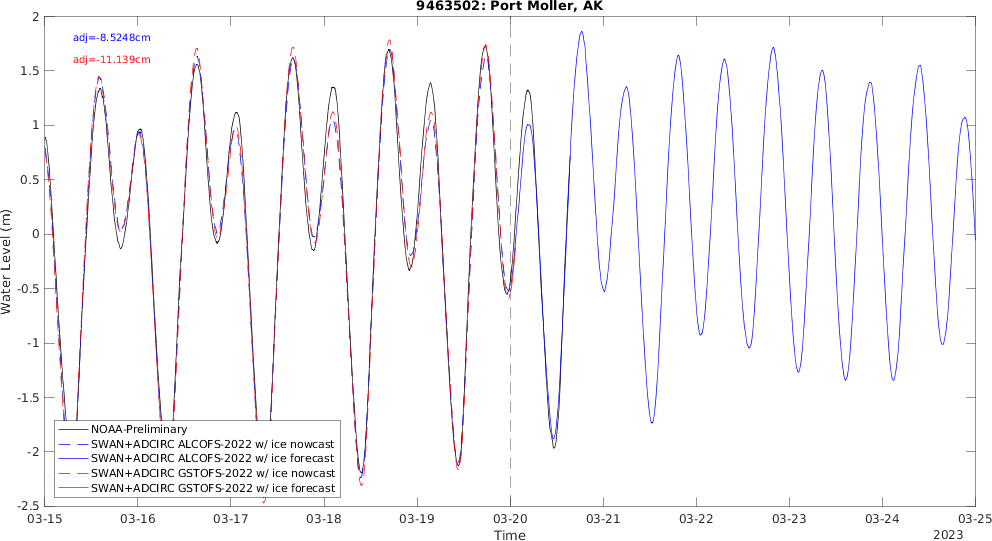 9463502: Port Moller, AK
adj=-8.5248cm
adj=-11.139cm
Water Level (m)
2
1.5
1
0.5
0
-0.5
-1
-1.5
-2
-2.5
NOAA-Preliminary
SWAN+ADCIRC ALCOFS-2022 w/ ice nowcast
SWAN+ADCIRC ALCOFS-2022 w/ ice forecast
SWAN+ADCIRC GSTOFS-2022 w/ ice nowcast
SWAN+ADCIRC GSTOFS-2022 w/ ice forecast
03-15 03-16 03-17 03-18 03-19 03-20 03-21 03-22 03-23 03-24 03-25
Time
2023